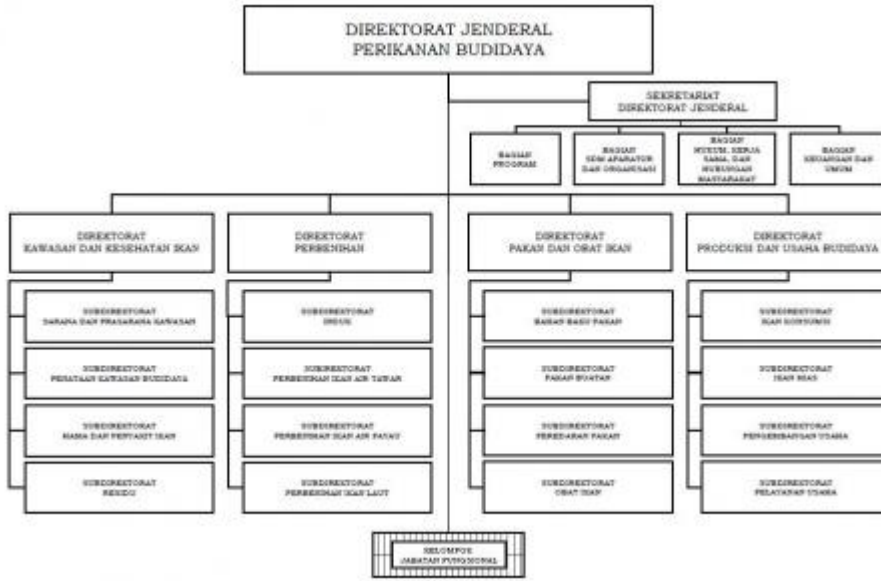 DIREKTORAT JENDERAL
PERIKANAN BUDIDAYA
SEKRETARIAT
DIREKTORAT JENDERAL
BAGIAN
PROGRAM
BAGIAN
SDM APARATUR
DAN ORGANISASI
BAGIAN
HUKUM, KERJA
SAMA, DAN
HUBUNGAN
MASYARAKAT
BAGIAN
KEUANGAN DAN
UMUM
DIREKTORAT
KAWASAN DAN KESEHATAN IKAN
DIREKTORAT
PERBENIHAN
DIREKTORAT
PAKAN DAN OBAT IKAN
DIREKTORAT
PRODUKSI DAN USAHA BUDIDAYA
SUBDIREKTORAT
SARANA DAN PRASARANA KAWASAN
SUBDIREKTORAT
INDUK
SUBDIREKTORAT
BAHAN BAKU PAKAN
SUBDIREKTORAT
IKAN KONSUMSI
SUBDIREKTORAT
PENATAAN KAWASAN BUDIDAYA
SUBDIREKTORAT
PERBENIHAN IKAN AIR TAWAR
SUBDIREKTORAT
PAKAN BUATAN
SUBDIREKTORAT
IKAN HIAS
SUBDIREKTORAT
HAMA DAN PENYAKIT IKAN
SUBDIREKTORAT
PERBENIHAN IKAN AIR PAYAU
SUBDIREKTORAT
PEREDARAN PAKAN
SUBDIREKTORAT
PENGEMBANGAN USAHA
SUBDIREKTORAT
RESIDU
SUBDIREKTORAT
PERBENIHAN IKAN LAUT
SUBDIREKTORAT
OBAT IKAN
SUBDIREKTORAT
PELAYANAN USAHA
KELOMPOK
JABATAN FUNGSIONAL